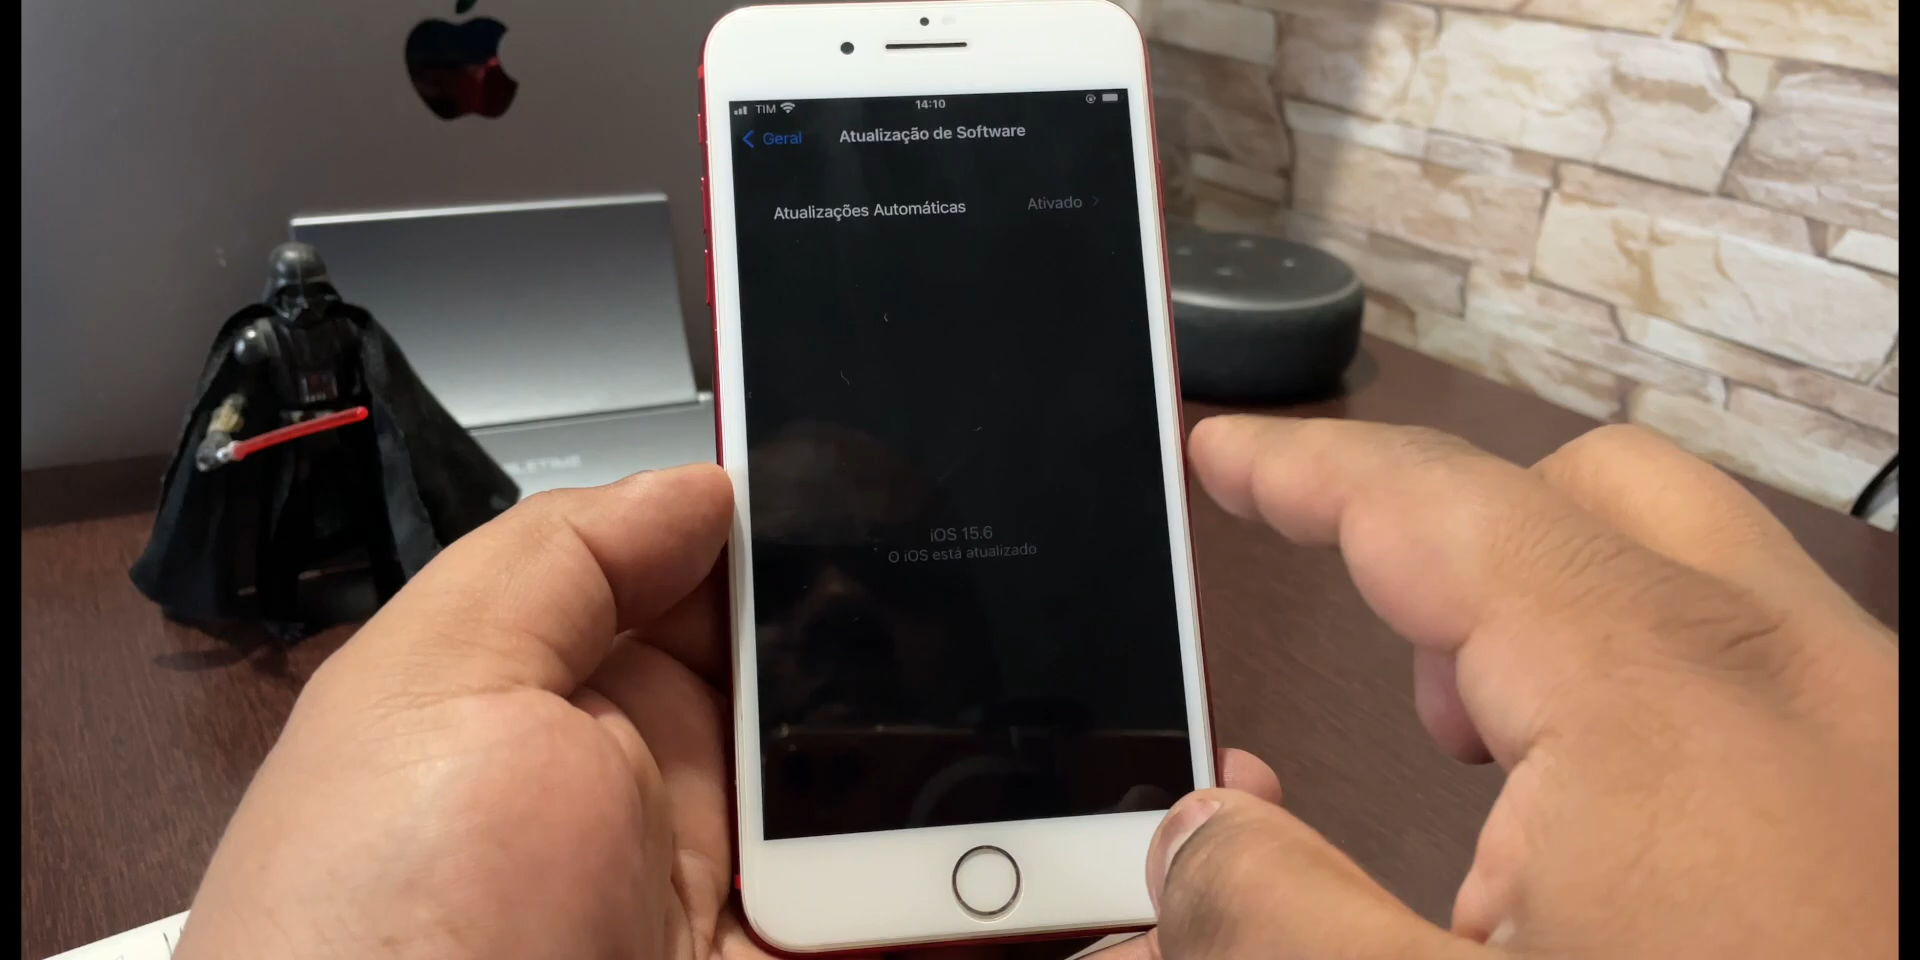 TIM
14:10
Geral
Atualização de Software
Atualizações Automáticas
Ativado
iOS 15.6
O iOS está atualizado